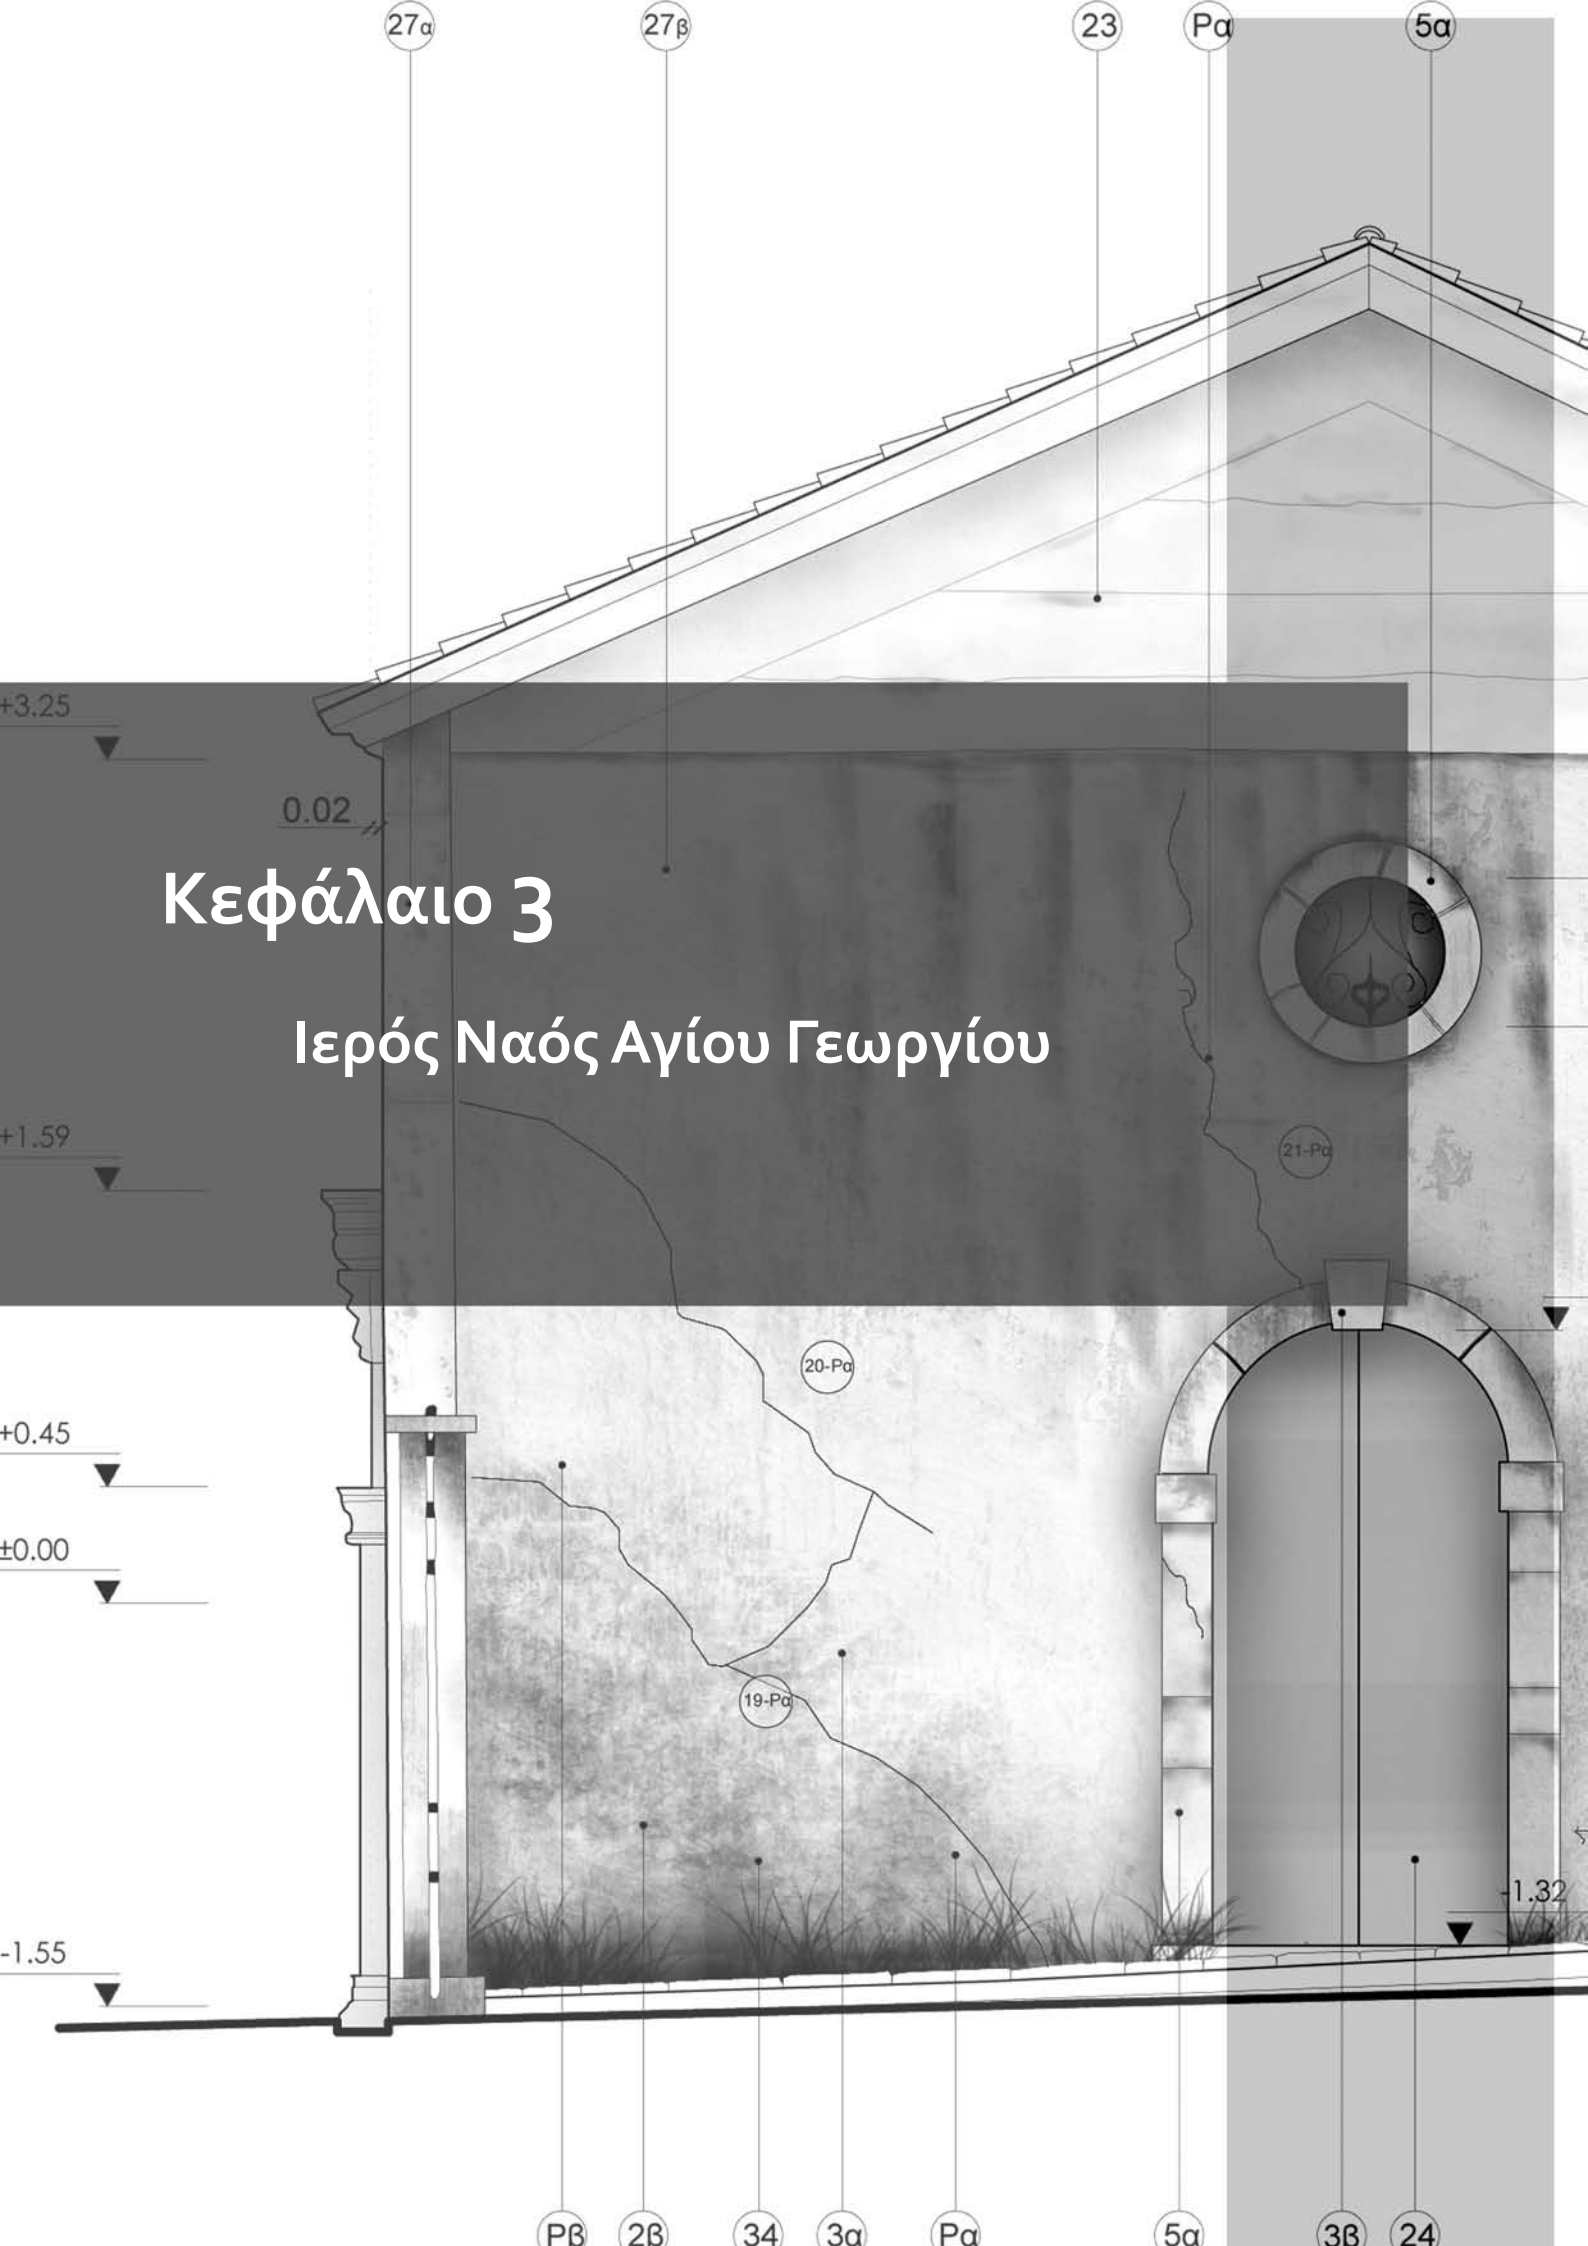 27α 27β 23 Ρα 5α
+3.25
0.02
Κεφάλαιο 3
Ιερός Ναός Αγίου Γεωργίου
+1.59
21-Ρα
20-Ρα
+0.45
±0.00
19-Ρα
-1.32
-1.55
Ρβ 2β 34 3α Ρα 5α 3β 24